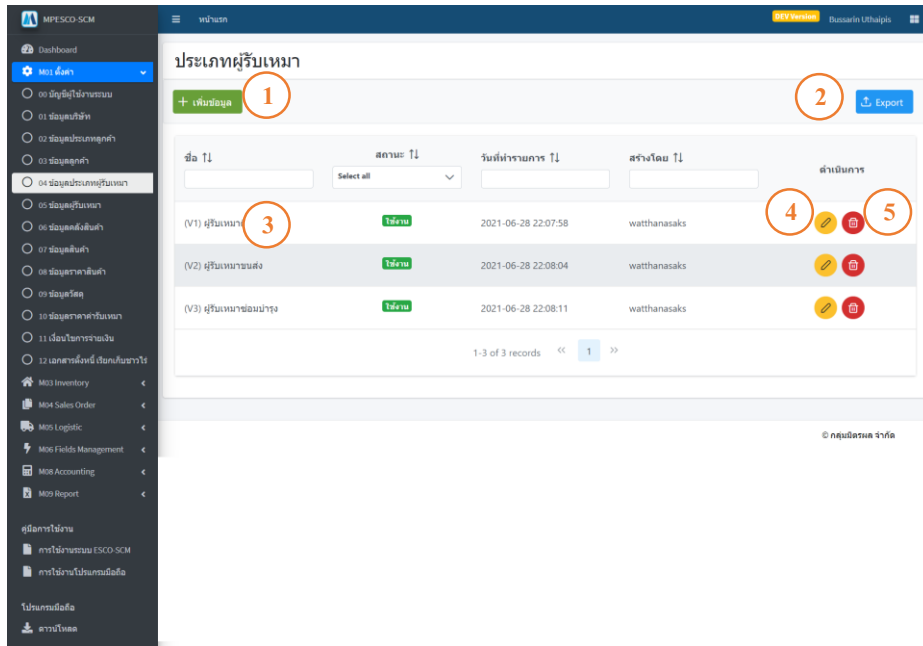 MPESCO-SCM
หน้าแรก
DEV Version
Bussarin Uthaipis
Dashboard
M01 ตั้งค่า
00 บัญชีผู้ใช้งานระบบ
01 ข้อมูลบริษัท
02 ข้อมูลประเภทลูกค้า
03 ข้อมูลลูกค้า
04 ข้อมูลประเภทผู้รับเหมา
05 ข้อมูลผู้รับเหมา
06 ข้อมูลคลังสินค้า
07 ข้อมูลสินค้า
08 ข้อมูลราคาสินค้า
09 ข้อมูลวัสดุ
10 ข้อมูลราคาค่ารับเหมา
11 เงื่อนไขการจ่ายเงิน
12 เอกสารตั้งหนี้ เรียกเก็บชาวไร่
M03 Inventory
M04 Sales Order
M05 Logistic
M06 Fields Management
M08 Accounting
M09 Report
คู่มือการใช้งาน
การใช้งานระบบ ESCO-SCM
การใช้งานโปรแกรมมือถือ
โปรแกรมมือถือ
ดาวน์โหลด
ประเภทผู้รับเหมา
+ เพิ่มข้อมูล
1
2
Export
ชื่อ ↑↓
สถานะ ↑↓
วันที่ทำรายการ ↑↓
สร้างโดย ↑↓
ดำเนินการ
Select all
(V1) ผู้รับเหมา
3
ใช้งาน
2021-06-28 22:07:58
watthanasaks
4
5
(V2) ผู้รับเหมาขนส่ง
ใช้งาน
2021-06-28 22:08:04
watthanasaks
(V3) ผู้รับเหมาซ่อมบำรุง
ใช้งาน
2021-06-28 22:08:11
watthanasaks
1-3 of 3 records << 1 >>
© กลุ่มมิตรผล จำกัด